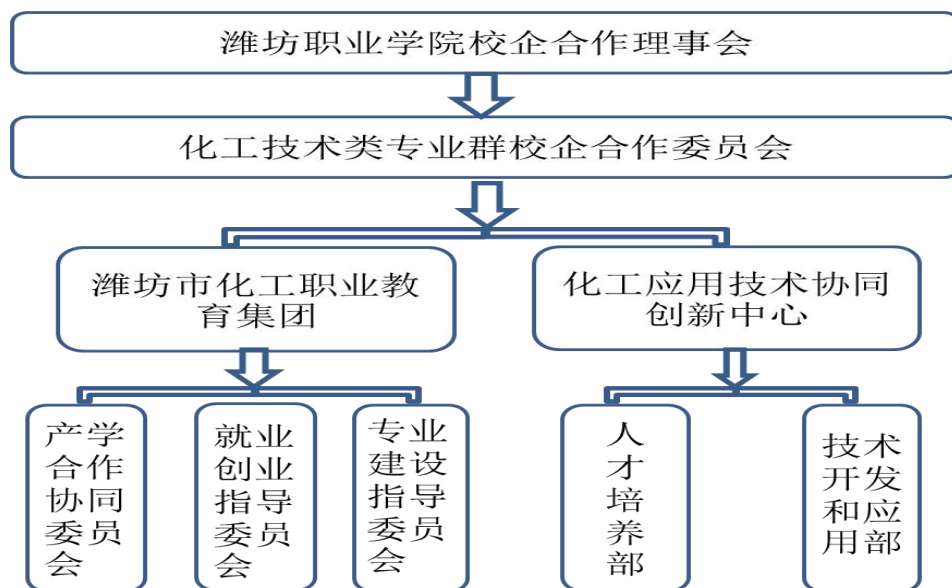 潍坊职业学院校企合作理事会
化工技术类专业群校企合作委员会
潍坊市化工职业教
育集团
化工应用技术协同
创新中心
产学
合作
协同
委员
会
就业
创业
指导
委员
会
专业
建设
指导
委员
会
人
才
培
养
部
技术
开发
和应
用部